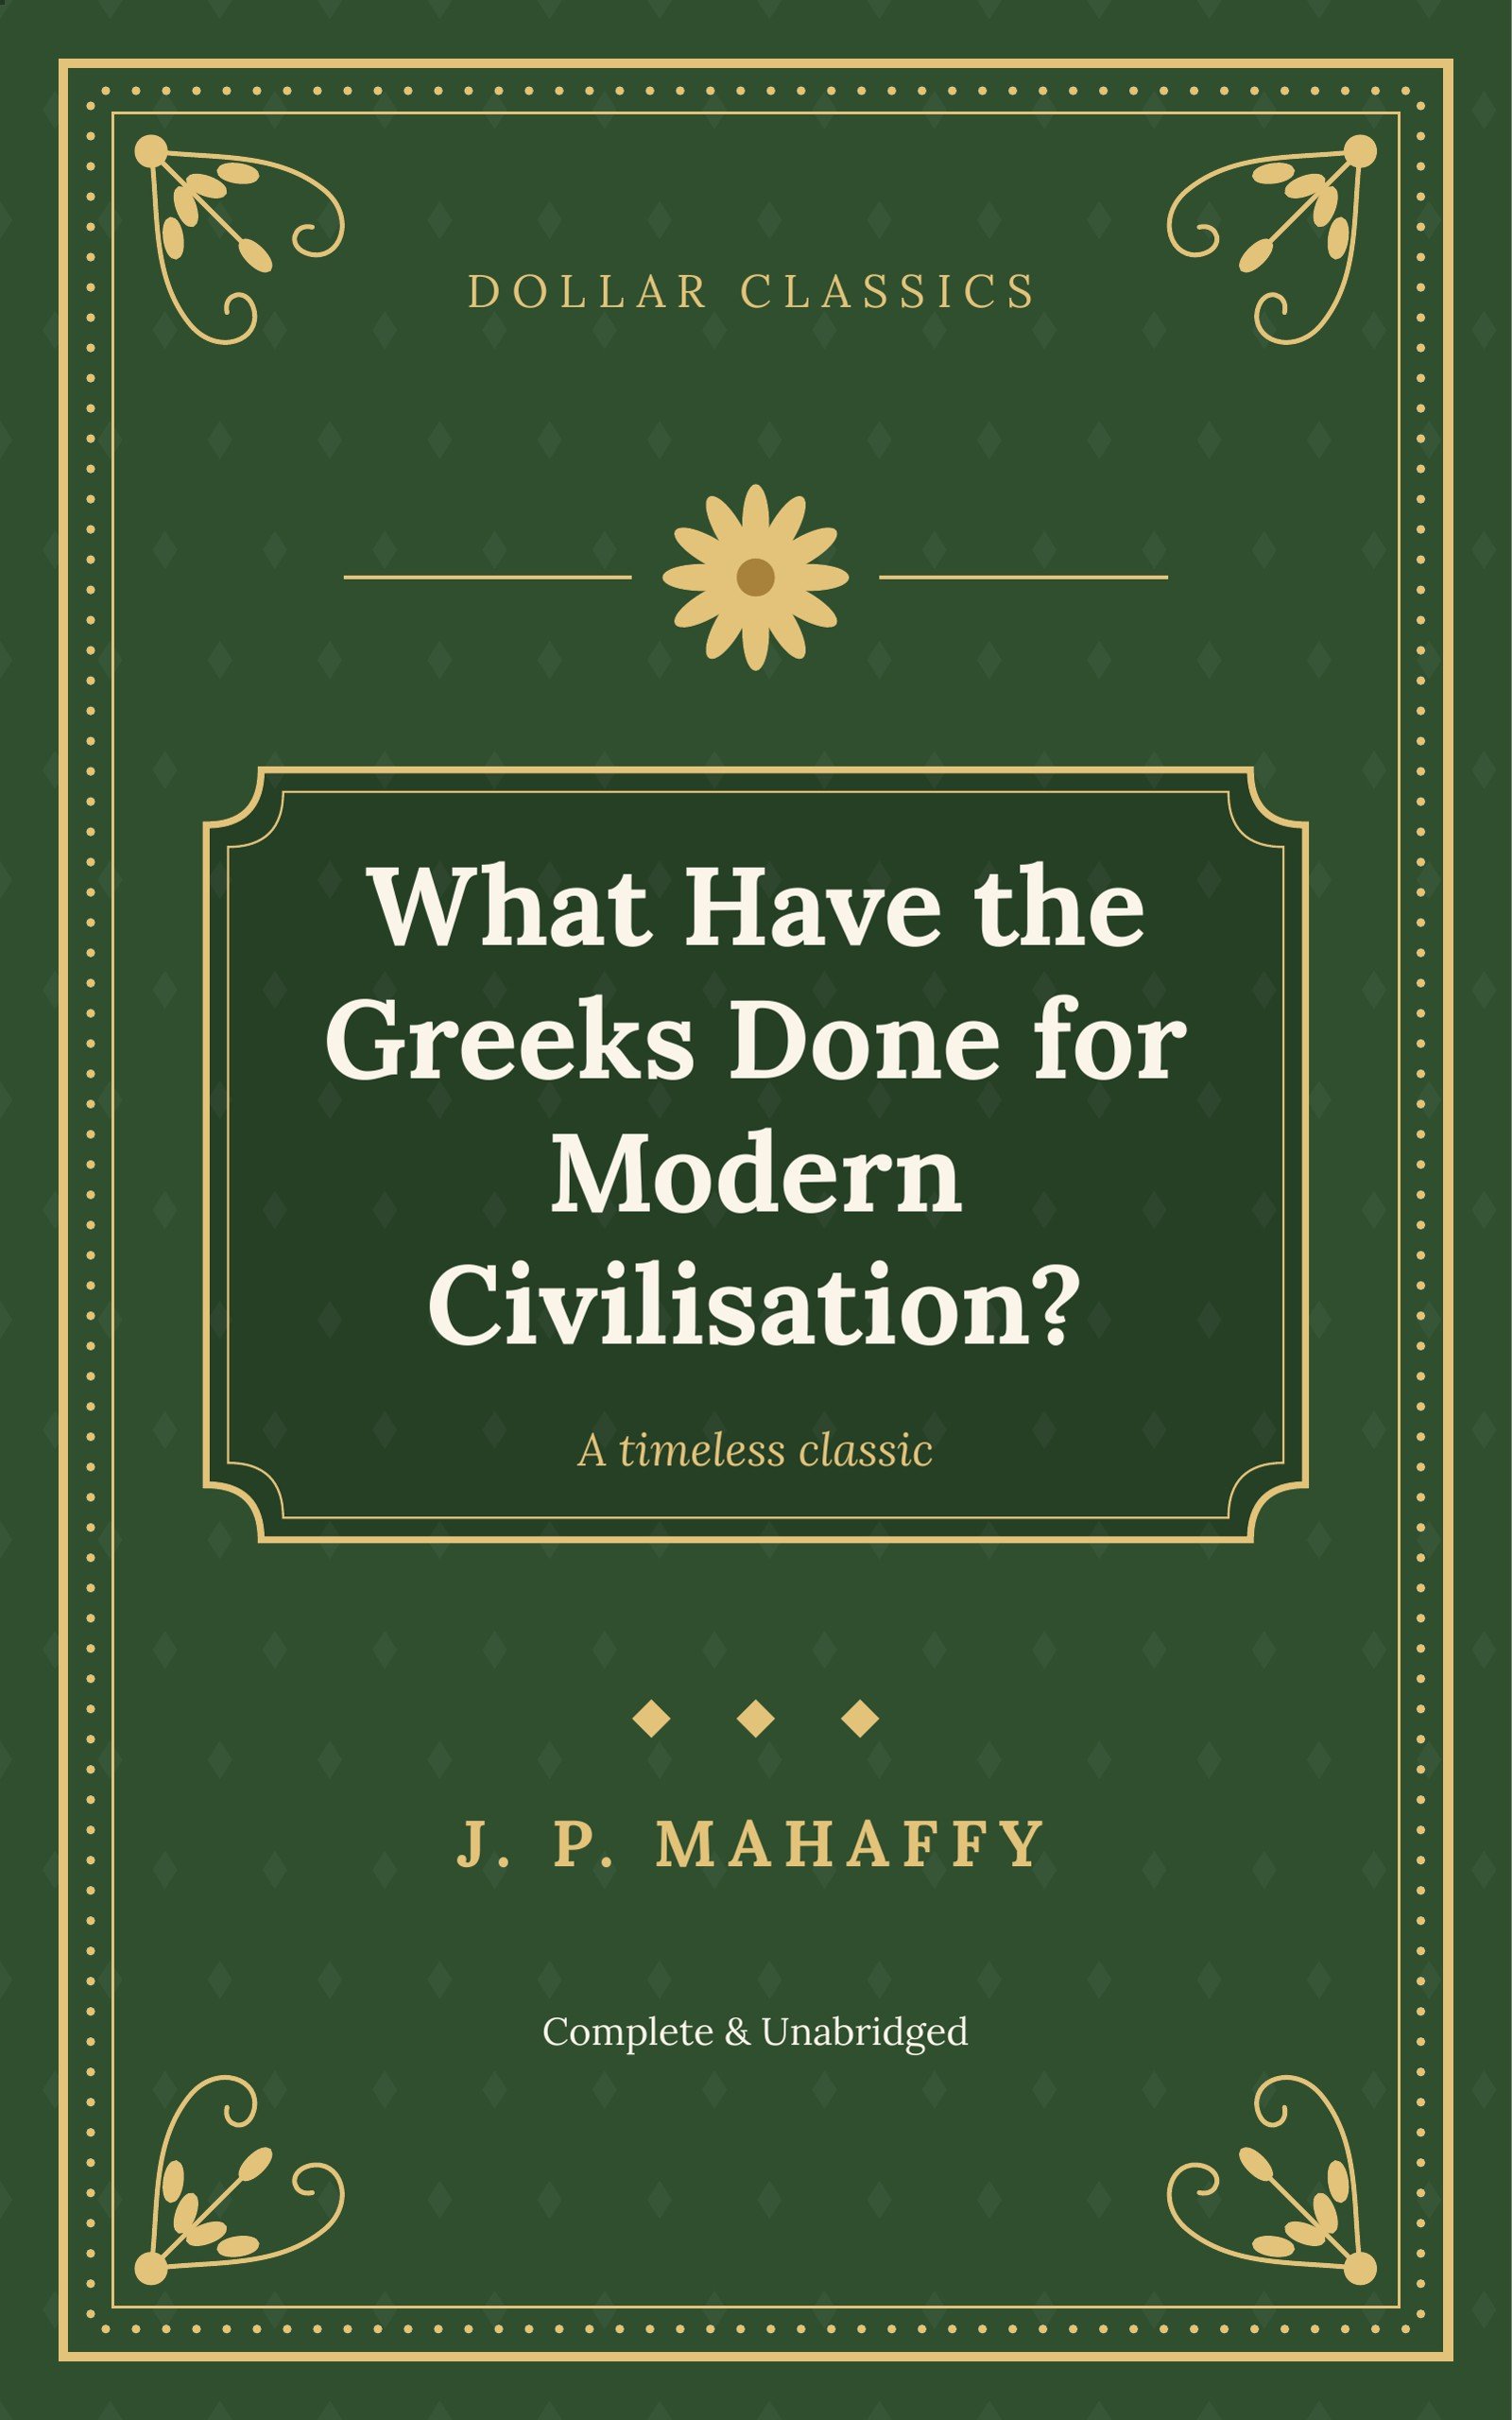 DOLLAR CLASSICS
What Have the
Greeks Done for
Modern
Civilisation?
A timeless classic
J. P. MAHAFFY
Complete & Unabridged